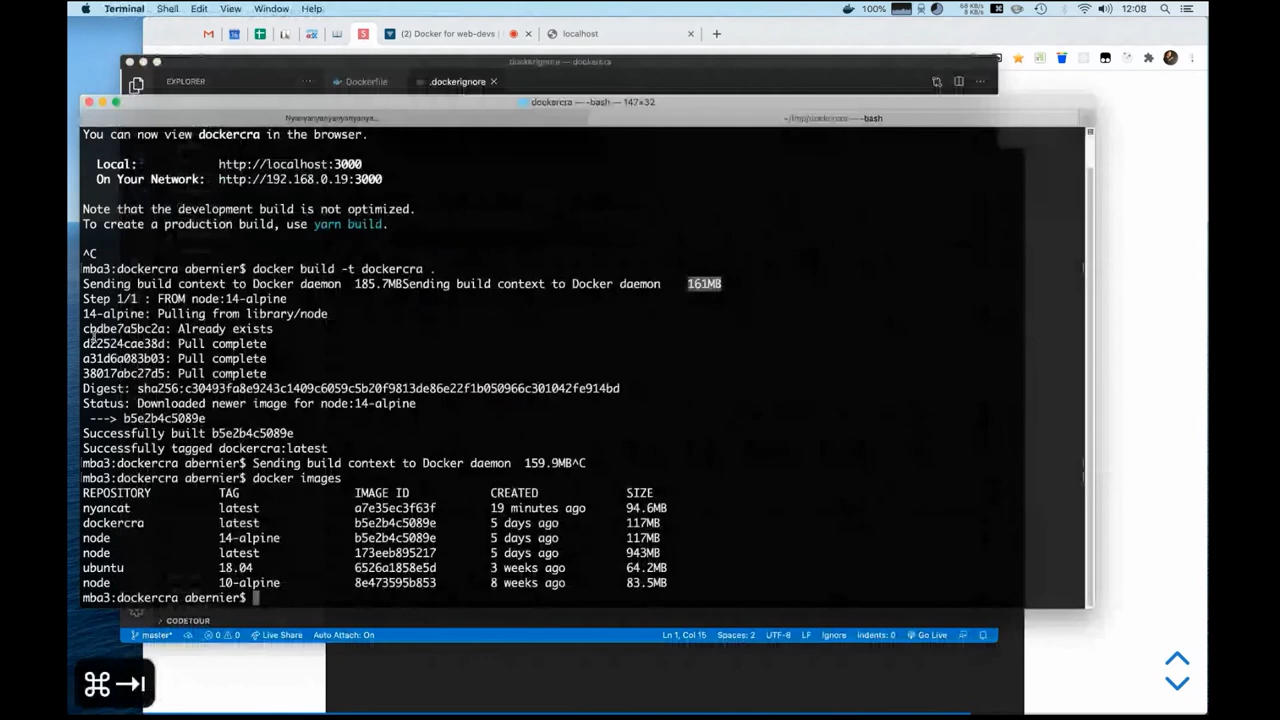 Terminal Shell Edit View Window Help
100% 68 KB/s 8 KB/s 12:08
(2) Docker for web-devs
localhost
dockerignore — dockercra
EXPLORER
Dockerfile
.dockerignore
dockercra — -bash — 147×32
Nyanyanyanyanyanyanya...
~/tmp/dockercra — -bash
You can now view dockercra in the browser.
Local: http://localhost:3000
On Your Network: http://192.168.0.19:3000
Note that the development build is not optimized.
To create a production build, use yarn build.
^C
mba3:dockercra abernier$ docker build -t dockercra .
Sending build context to Docker daemon 185.7MBSending build context to Docker daemon 161MB
Step 1/1 : FROM node:14-alpine
14-alpine: Pulling from library/node
cbdbe7a5bc2a: Already exists
d22524cae38d: Pull complete
a31d6a083b03: Pull complete
38017abc27d5: Pull complete
Digest: sha256:c30493fa8e9243c1409c6059c5b20f9813de86e22f1b050966c301042fe914bd
Status: Downloaded newer image for node:14-alpine
---> b5e2b4c5089e
Successfully built b5e2b4c5089e
Successfully tagged dockercra:latest
mba3:dockercra abernier$ Sending build context to Docker daemon 159.9MB^C
mba3:dockercra abernier$ docker images
REPOSITORY TAG IMAGE ID CREATED SIZE
nyancat latest a7e35ec3f63f 19 minutes ago 94.6MB
dockercra latest b5e2b4c5089e 5 days ago 117MB
node 14-alpine b5e2b4c5089e 5 days ago 117MB
node latest 173eeb895217 5 days ago 943MB
ubuntu 18.04 6526a1858e5d 3 weeks ago 64.2MB
node 10-alpine 8e473595b853 8 weeks ago 83.5MB
mba3:dockercra abernier$
CODETOUR
master* 0 0 Live Share Auto Attach: On Ln 1, Col 15 Spaces: 2 UTF-8 LF Ignore Indents: 0 Go Live
⌘ ⇥